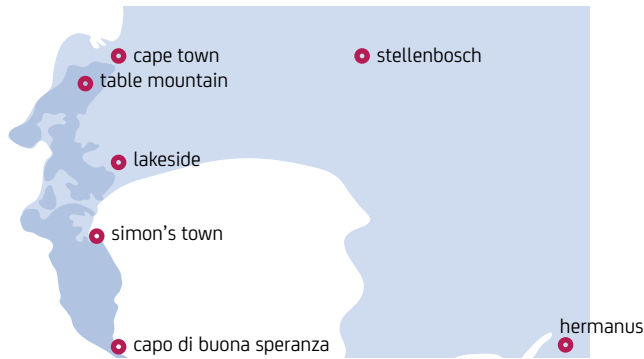 cape town
stellenbosch
table mountain
lakeside
simon's town
hermanus
capo di buona speranza